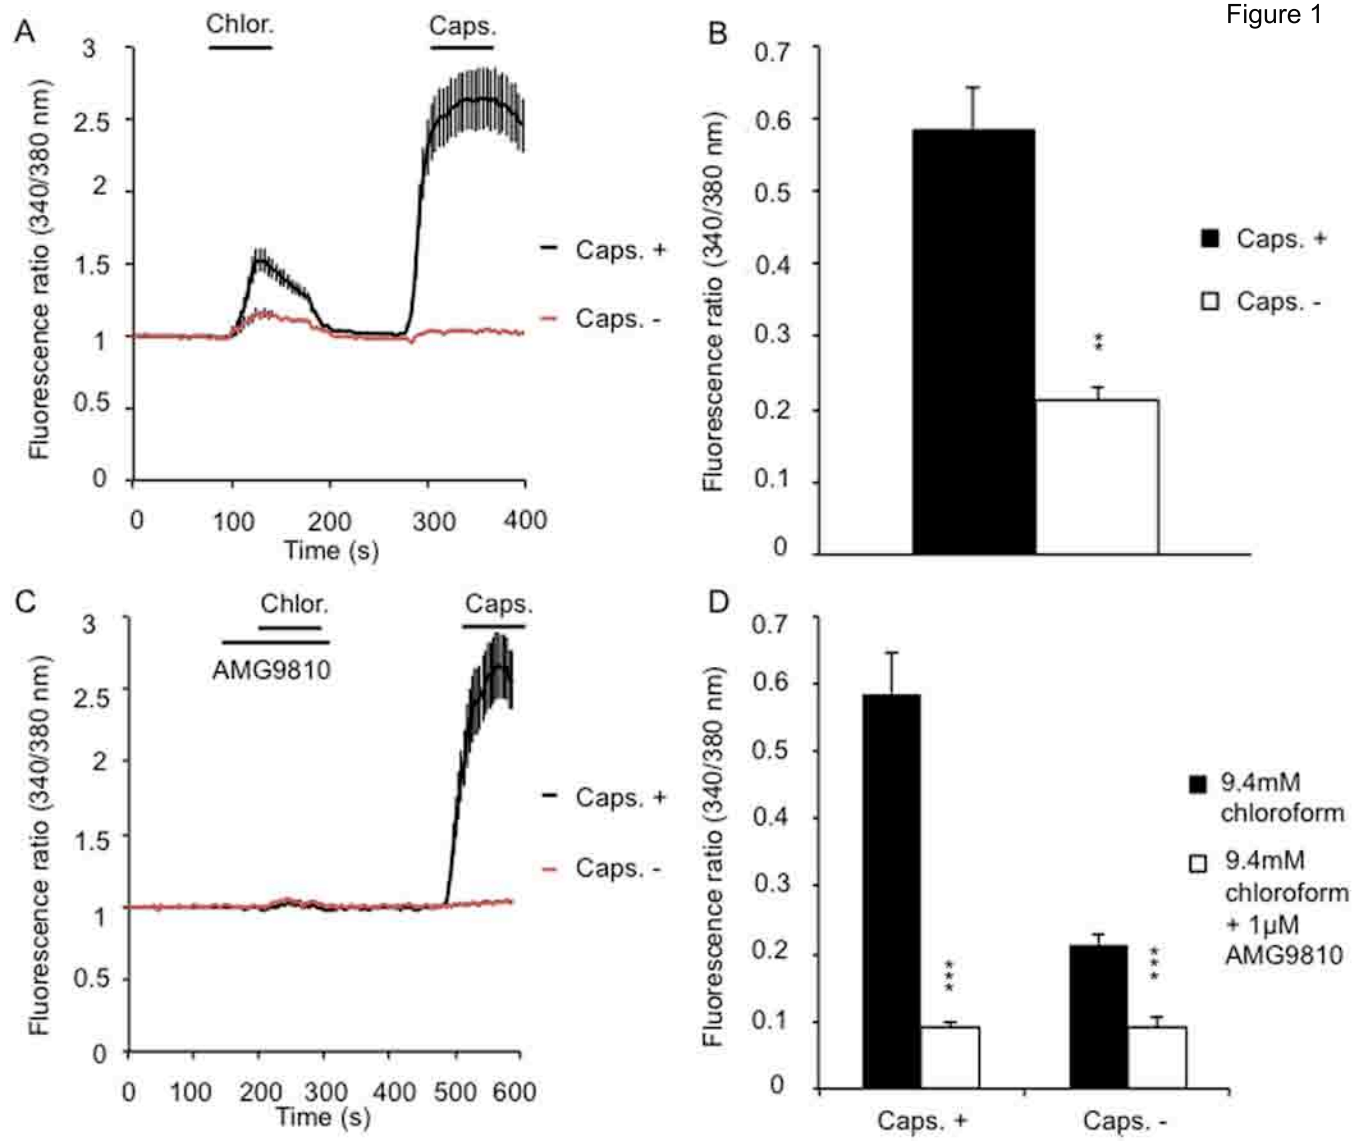 Figure 1
A
Chlor.
Caps.
3
2.5
2
1.5
1
0.5
0
Fluorescence ratio (340/380 nm)
0 100 200 300 400
Time (s)
Caps. +
Caps. -
B
0.7
0.6
0.5
0.4
0.3
0.2
0.1
0
Fluorescence ratio (340/380 nm)
**
Caps. +
Caps. -
C
Chlor.
AMG9810
Caps.
3
2.5
2
1.5
1
0.5
0
Fluorescence ratio (340/380 nm)
0 100 200 300 400 500 600
Time (s)
Caps. +
Caps. -
D
0.7
0.6
0.5
0.4
0.3
0.2
0.1
0
Fluorescence ratio (340/380 nm)
***
***
Caps. +
Caps. -
9.4mM
chloroform
9.4mM
chloroform
+ 1µM
AMG9810